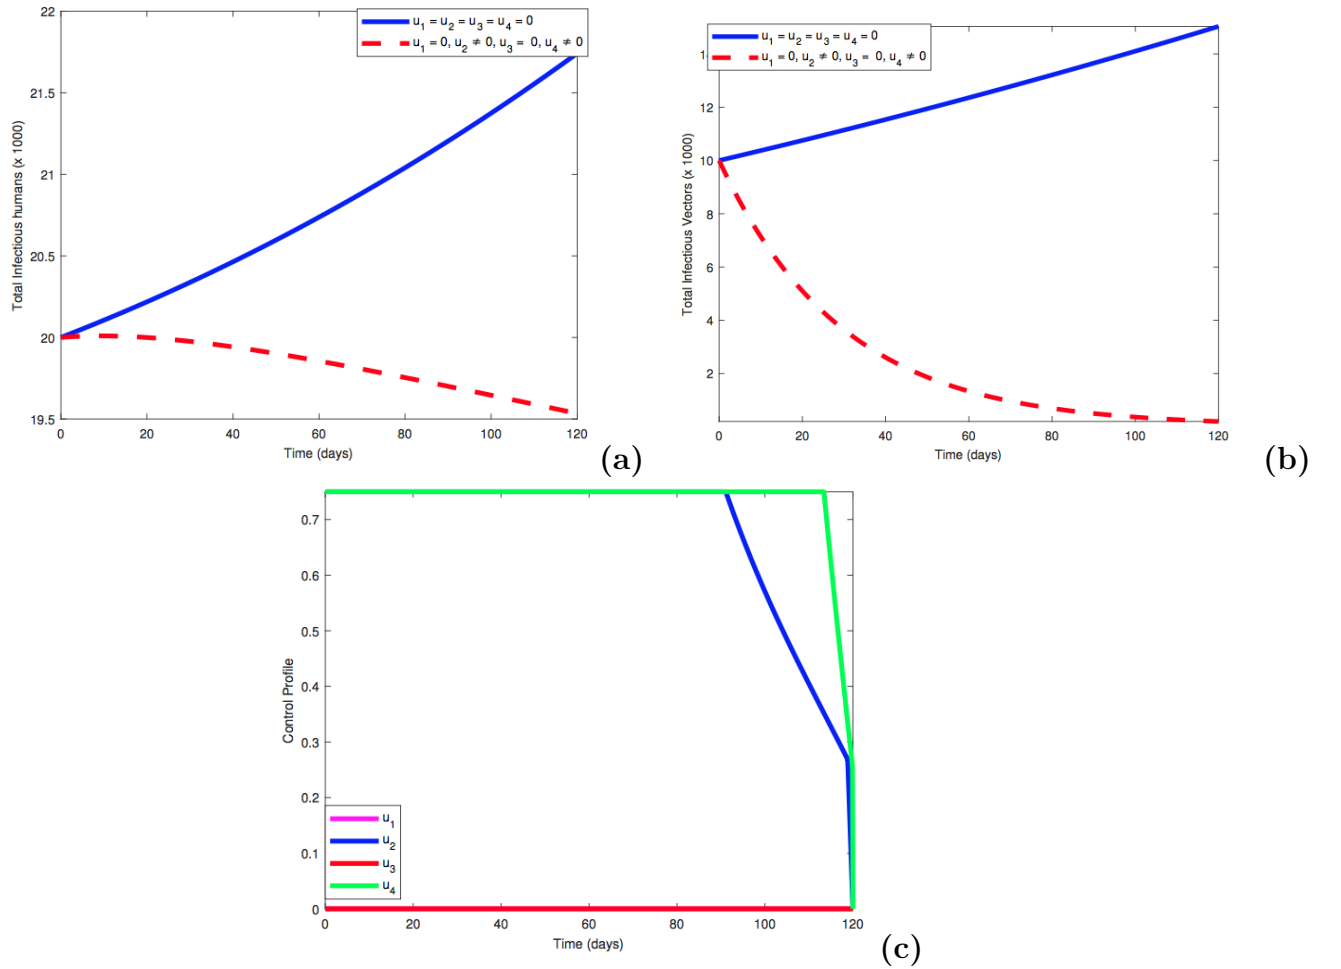 22
21.5
21
20.5
20
19.5
0 20 40 60 80 100 120
Time (days)
Total Infectious humans (x 1000)
u1 = u2 = u3 = u4 = 0
u1 = 0, u2 ≠ 0, u3 = 0, u4 ≠ 0
(a)
12
10
8
6
4
2
0 20 40 60 80 100 120
Time (days)
Total Infectious Vectors (x 1000)
u1 = u2 = u3 = u4 = 0
u1 = 0, u2 ≠ 0, u3 = 0, u4 ≠ 0
(b)
0.7
0.6
0.5
0.4
0.3
0.2
0.1
0
0 20 40 60 80 100 120
Time (days)
Control Profile
u1
u2
u3
u4
(c)